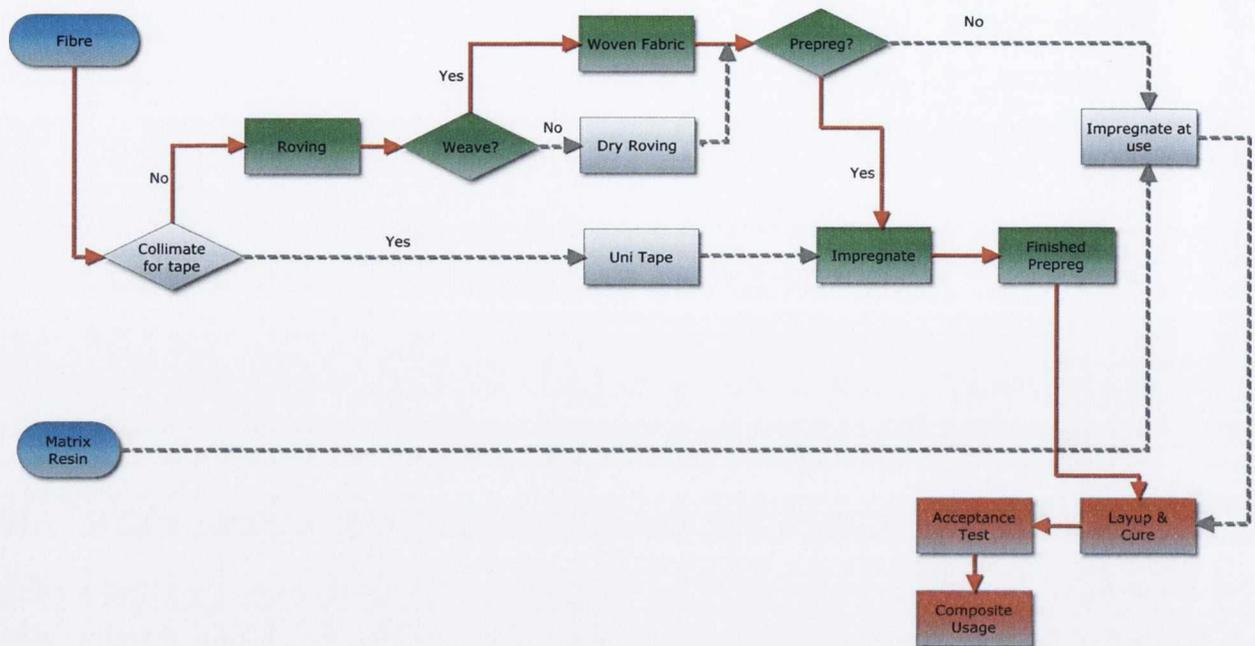 Fibre
Woven Fabric
Prepreg?
No
Yes
Impregnate at
use
Roving
Weave?
No
Dry Roving
No
Yes
Collimate
for tape
Yes
Uni Tape
Impregnate
Finished
Prepreg
Matrix
Resin
Acceptance
Test
Layup &
Cure
Composite
Usage